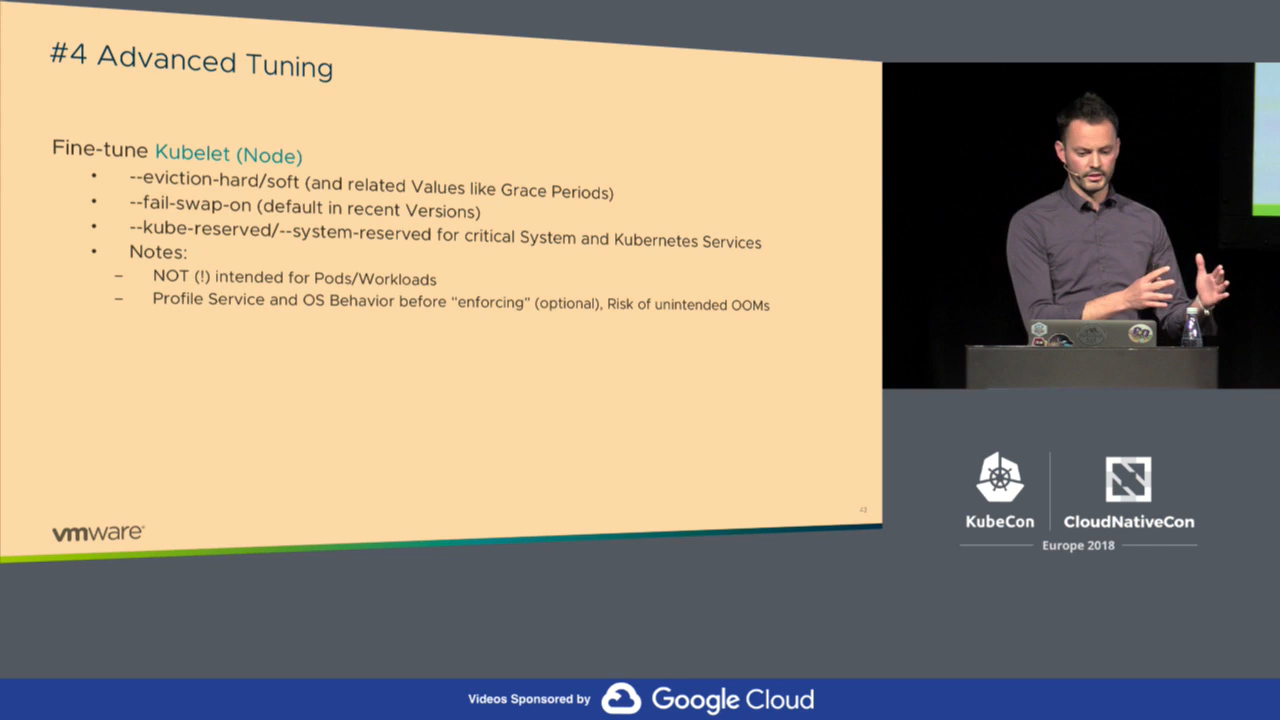 #4 Advanced Tuning
Fine-tune Kubelet (Node)
• --eviction-hard/soft (and related Values like Grace Periods)
• --fail-swap-on (default in recent Versions)
• --kube-reserved/--system-reserved for critical System and Kubernetes Services
• Notes:
– NOT (!) intended for Pods/Workloads
– Profile Service and OS Behavior before “enforcing” (optional), Risk of unintended OOMs
vmware
KubeCon
CloudNativeCon
Europe 2018
Videos Sponsored by Google Cloud